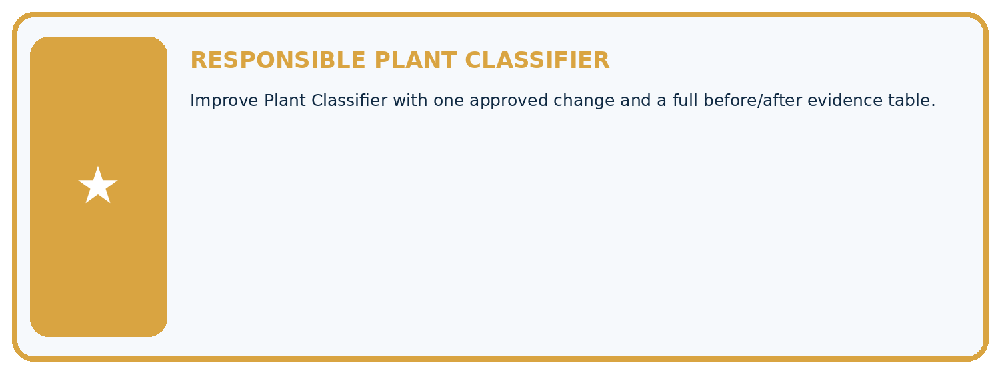 RESPONSIBLE PLANT CLASSIFIER
Improve Plant Classifier with one approved change and a full before/after evidence table.